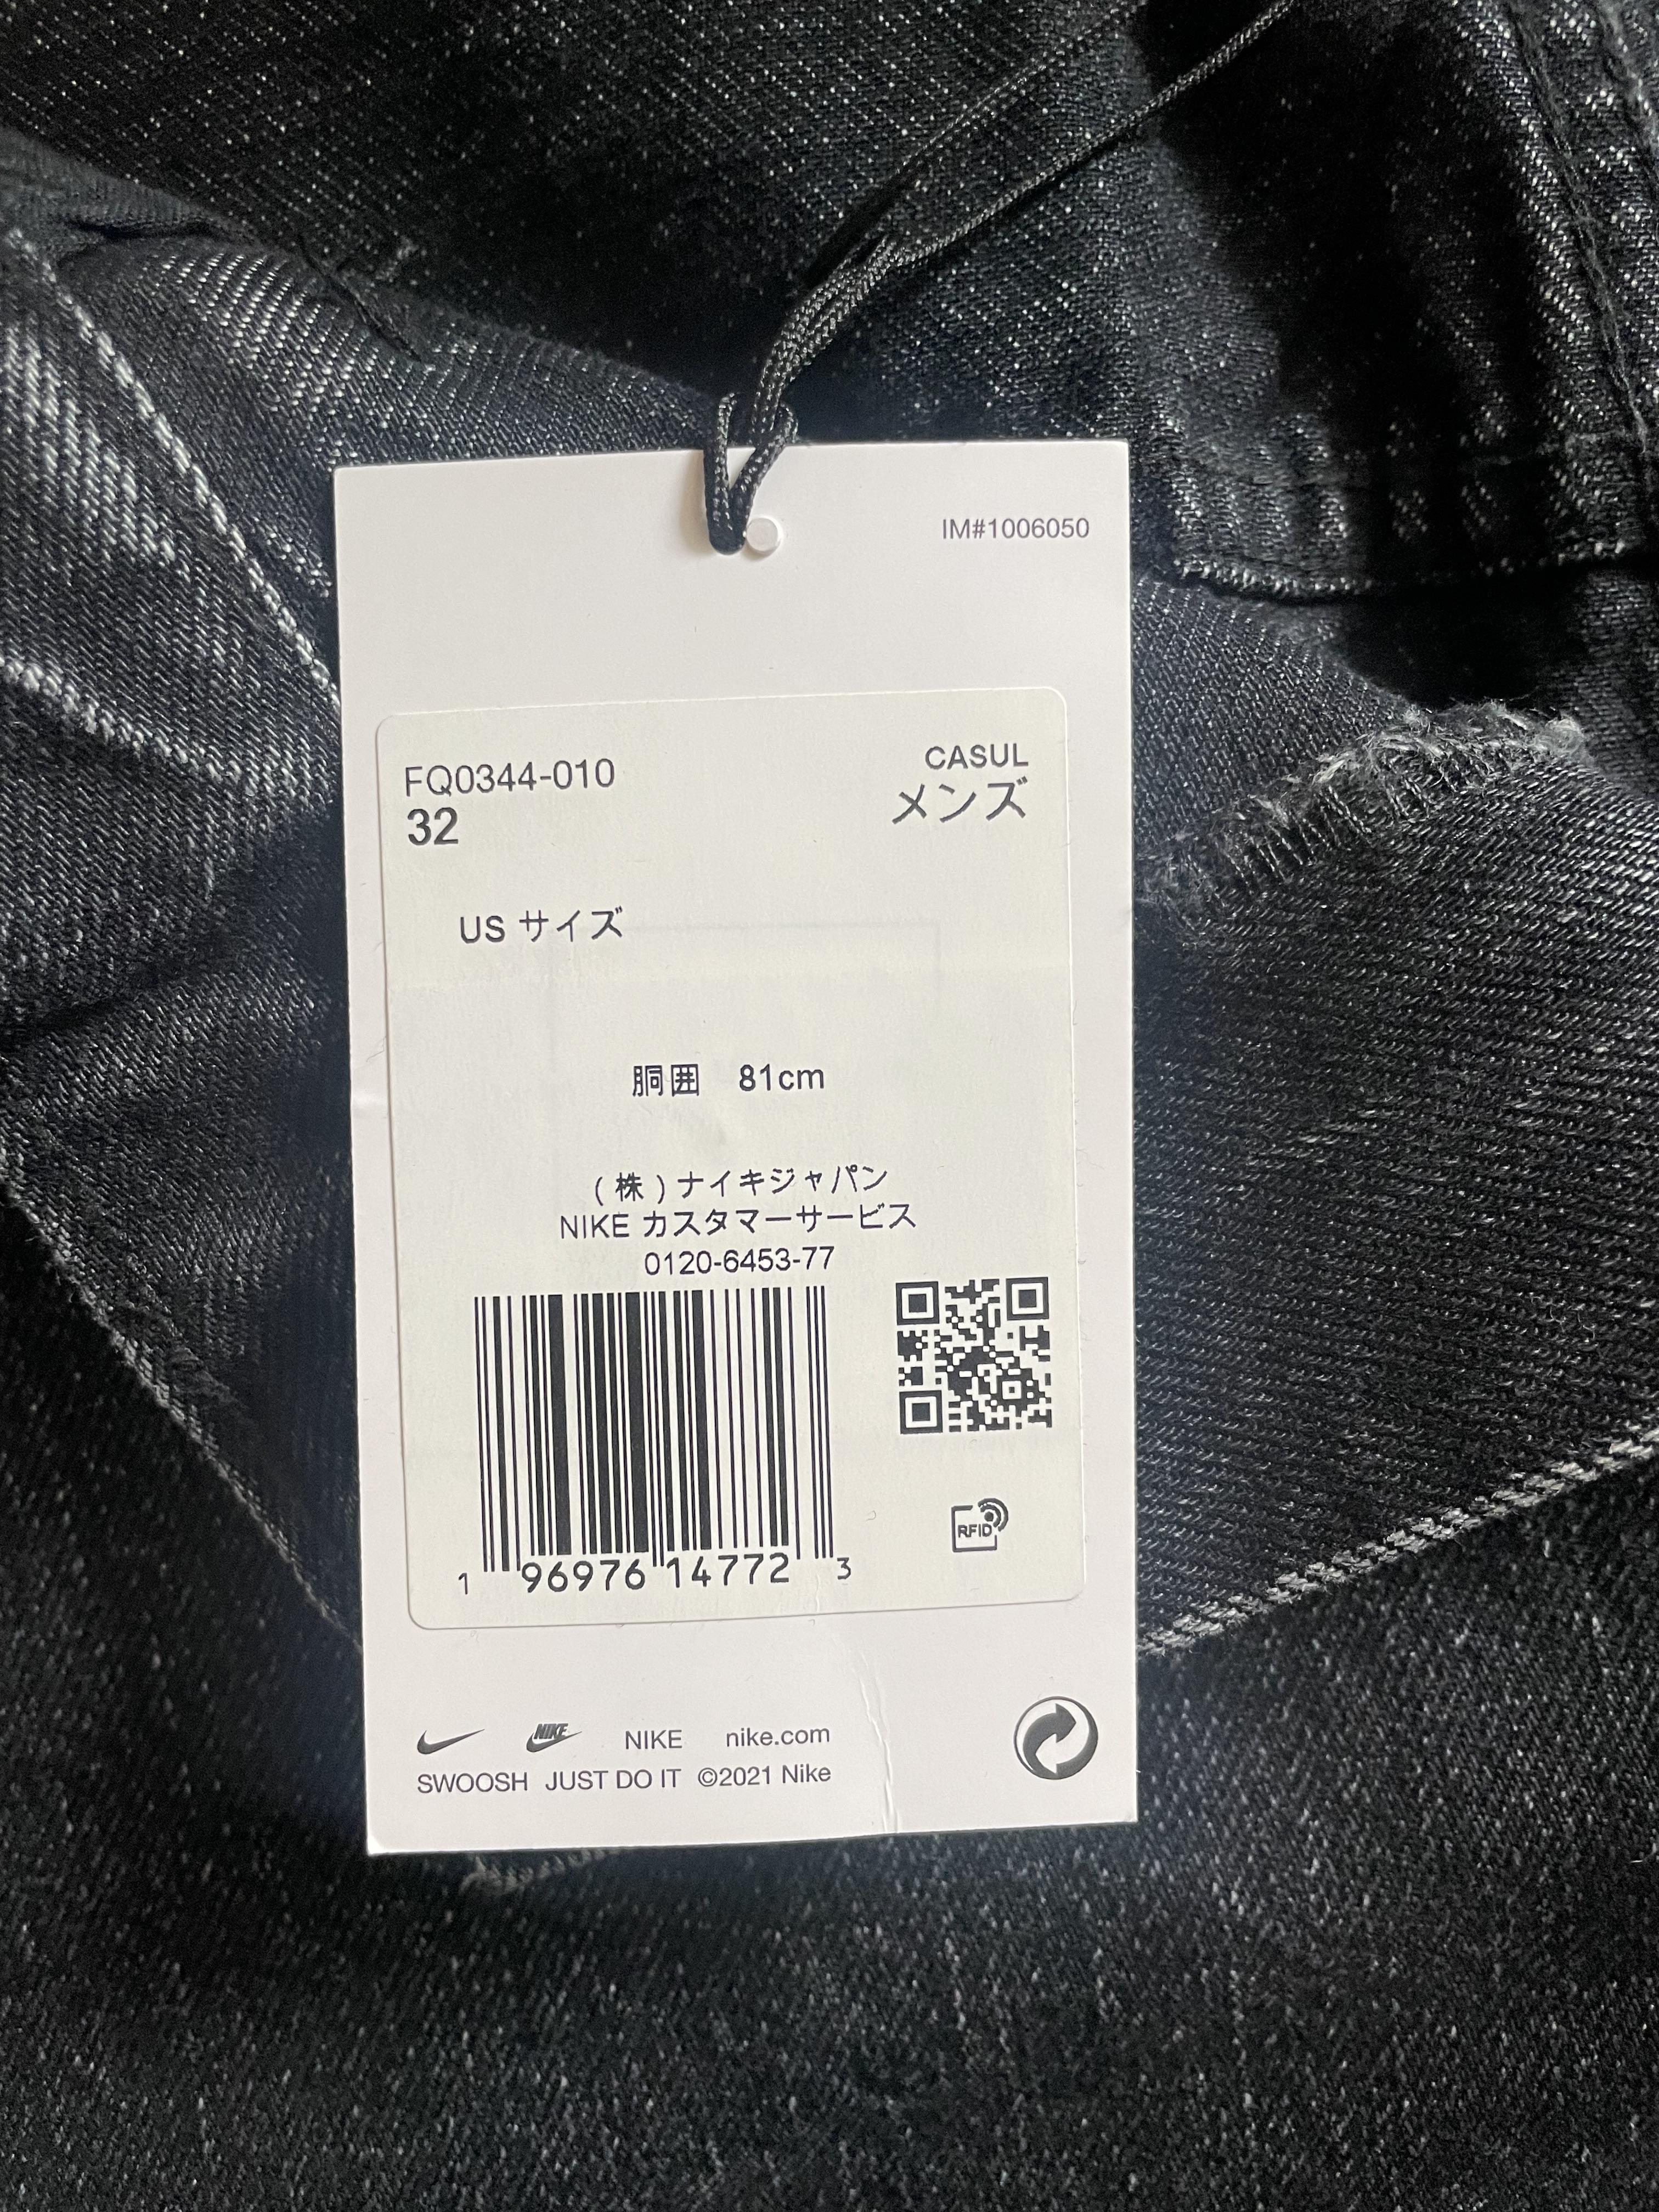 IM#1006050
FQ0344-010
CASUL
32
メンズ
US サイズ
胴囲　81cm
(株)ナイキジャパン
NIKE カスタマーサービス
0120-6453-77
1 96976 14772 3
RFID
NIKE NIKE nike.com
SWOOSH JUST DO IT ©2021 Nike